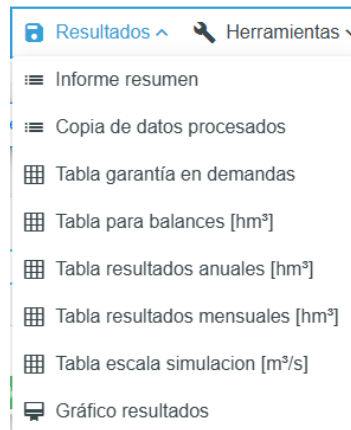 Resultados Herramientas
Informe resumen
Copia de datos procesados
Tabla garantía en demandas
Tabla para balances [hm³]
Tabla resultados anuales [hm³]
Tabla resultados mensuales [hm³]
Tabla escala simulacion [m³/s]
Gráfico resultados